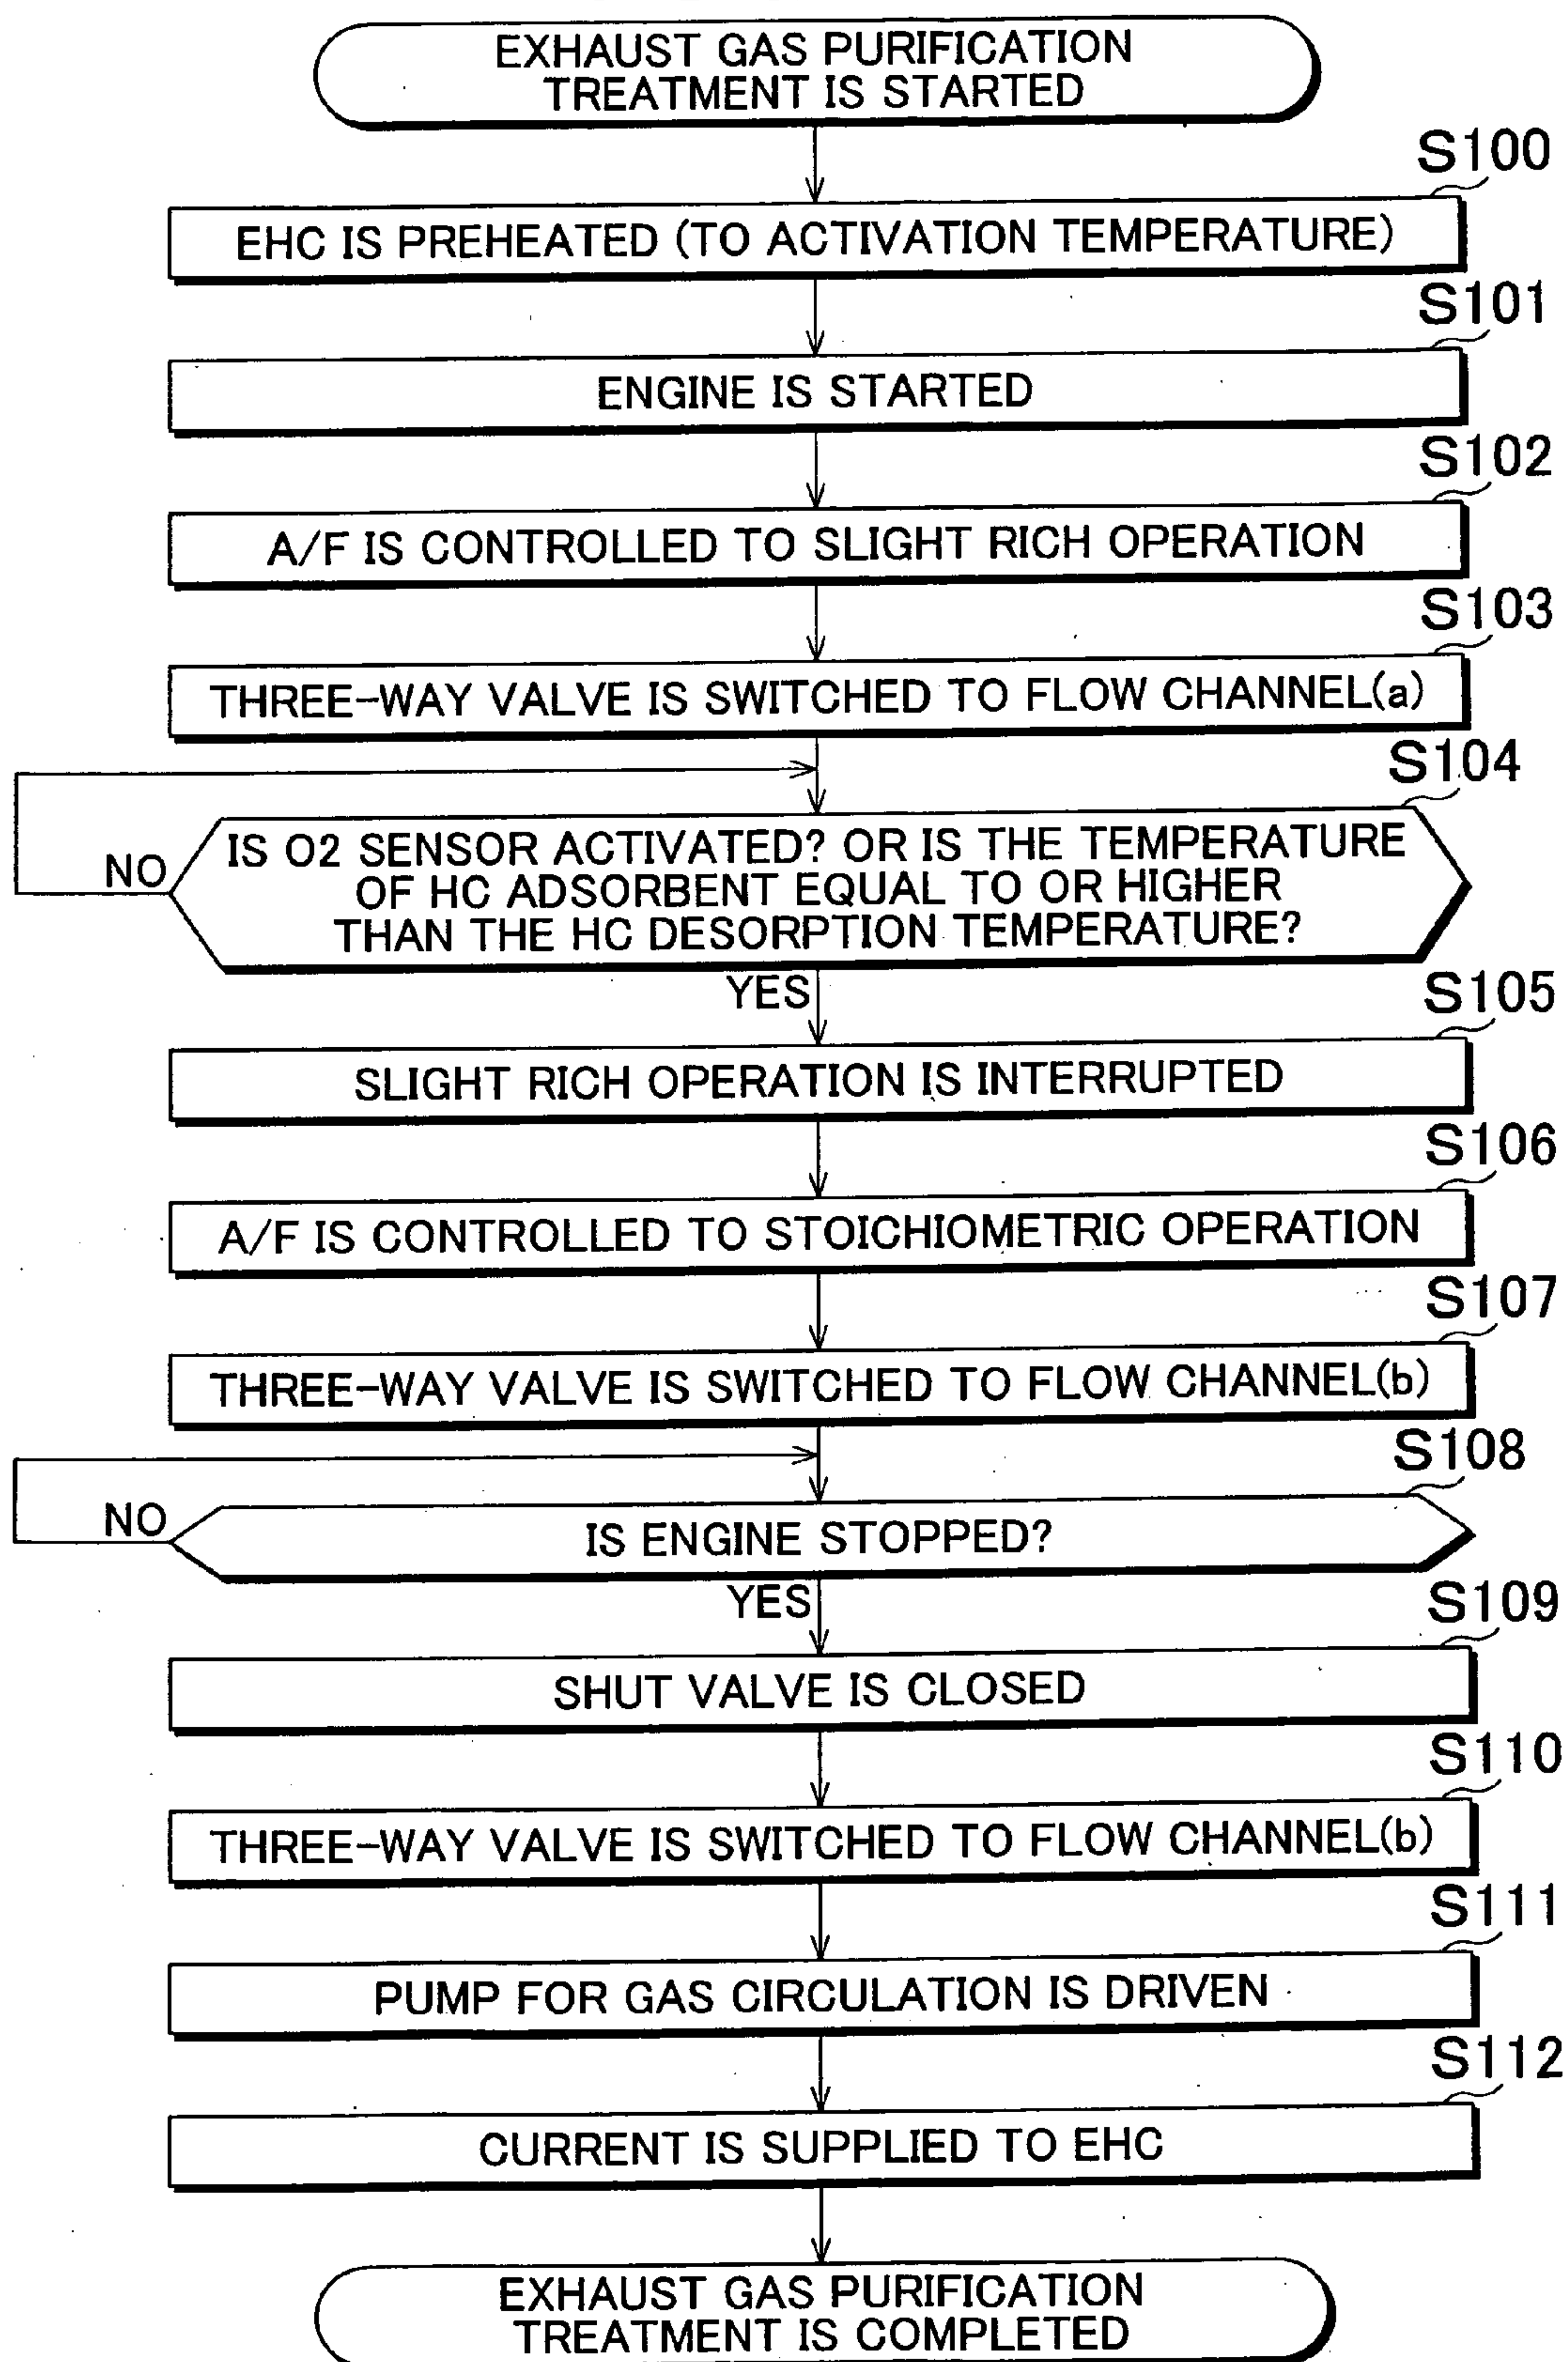 EXHAUST GAS PURIFICATION
TREATMENT IS STARTED
S100
EHC IS PREHEATED (TO ACTIVATION TEMPERATURE)
S101
ENGINE IS STARTED
S102
A/F IS CONTROLLED TO SLIGHT RICH OPERATION
S103
THREE-WAY VALVE IS SWITCHED TO FLOW CHANNEL(a)
S104
IS O2 SENSOR ACTIVATED? OR IS THE TEMPERATURE
OF HC ADSORBENT EQUAL TO OR HIGHER
THAN THE HC DESORPTION TEMPERATURE?
NO
YES
S105
SLIGHT RICH OPERATION IS INTERRUPTED
S106
A/F IS CONTROLLED TO STOICHIOMETRIC OPERATION
S107
THREE-WAY VALVE IS SWITCHED TO FLOW CHANNEL(b)
S108
NO
IS ENGINE STOPPED?
YES
S109
SHUT VALVE IS CLOSED
S110
THREE-WAY VALVE IS SWITCHED TO FLOW CHANNEL(b)
S111
PUMP FOR GAS CIRCULATION IS DRIVEN
S112
CURRENT IS SUPPLIED TO EHC
EXHAUST GAS PURIFICATION
TREATMENT IS COMPLETED